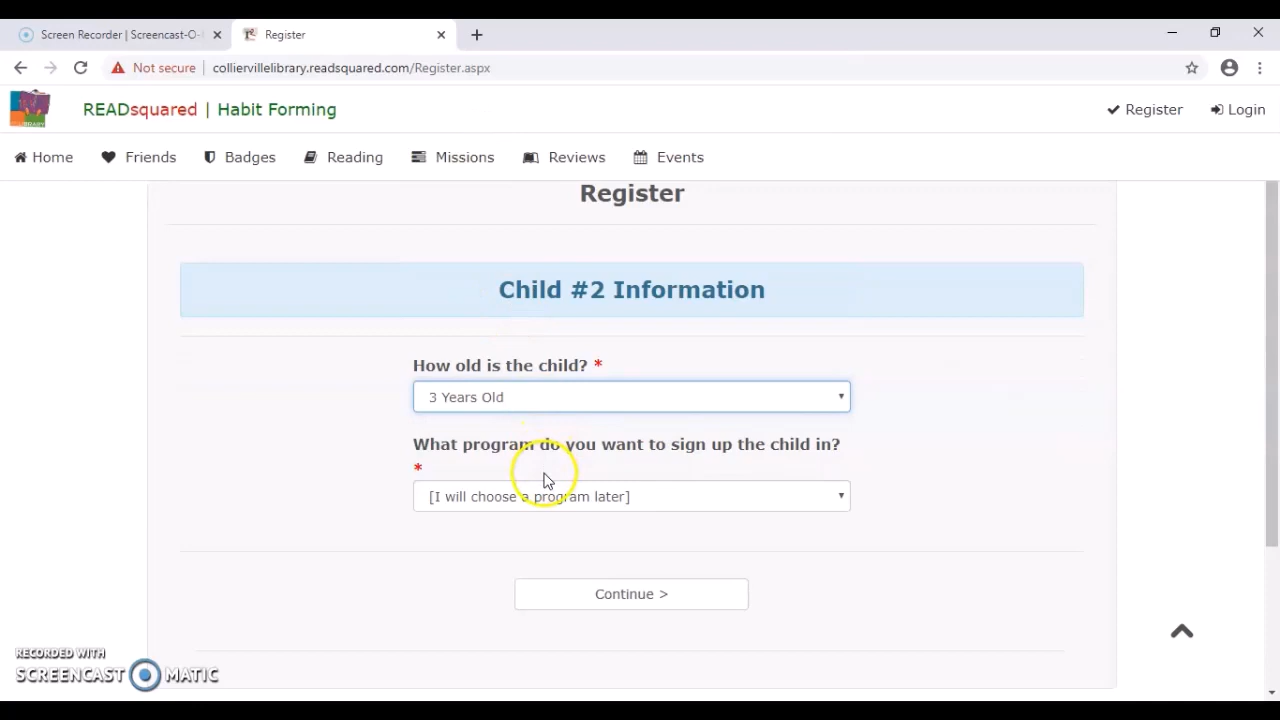 Screen Recorder | Screencast-O-
Register
Not secure | colliervillelibrary.readsquared.com/Register.aspx
READsquared | Habit Forming
Register
Login
Home
Friends
Badges
Reading
Missions
Reviews
Events
Register
Child #2 Information
How old is the child? *
3 Years Old
What program do you want to sign up the child in?
*
[I will choose a program later]
Continue >
RECORDED WITH
SCREENCAST MATIC